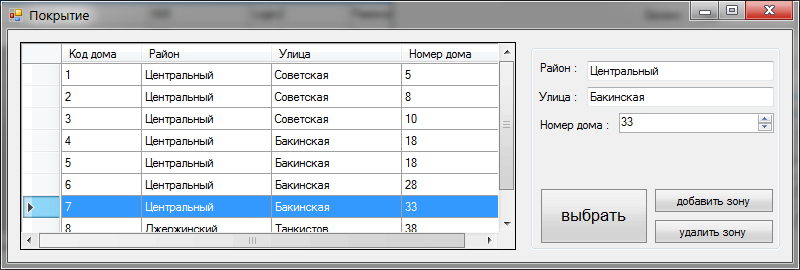 Покрытие
Код дома Район Улица Номер дома
1 Центральный Советская 5
2 Центральный Советская 8
3 Центральный Советская 10
4 Центральный Бакинская 18
5 Центральный Бакинская 18
6 Центральный Бакинская 28
7 Центральный Бакинская 33
8 Джержинский Танкистов 38
Район : Центральный
Улица : Бакинская
Номер дома : 33
выбрать
добавить зону
удалить зону